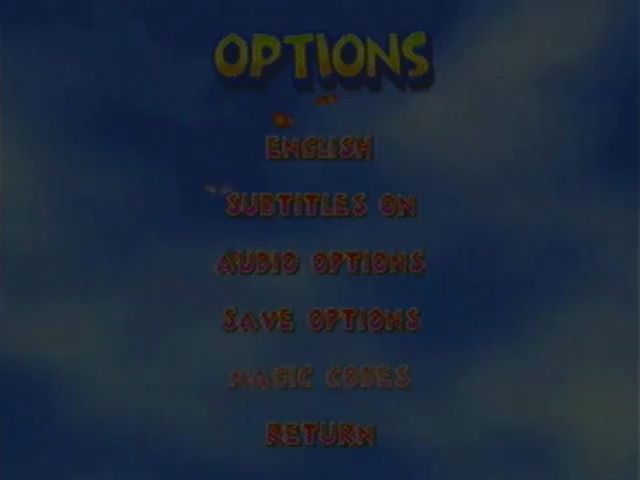 OPTIONS
ENGLISH
SUBTITLES ON
AUDIO OPTIONS
SAVE OPTIONS
MAGIC CODES
RETURN